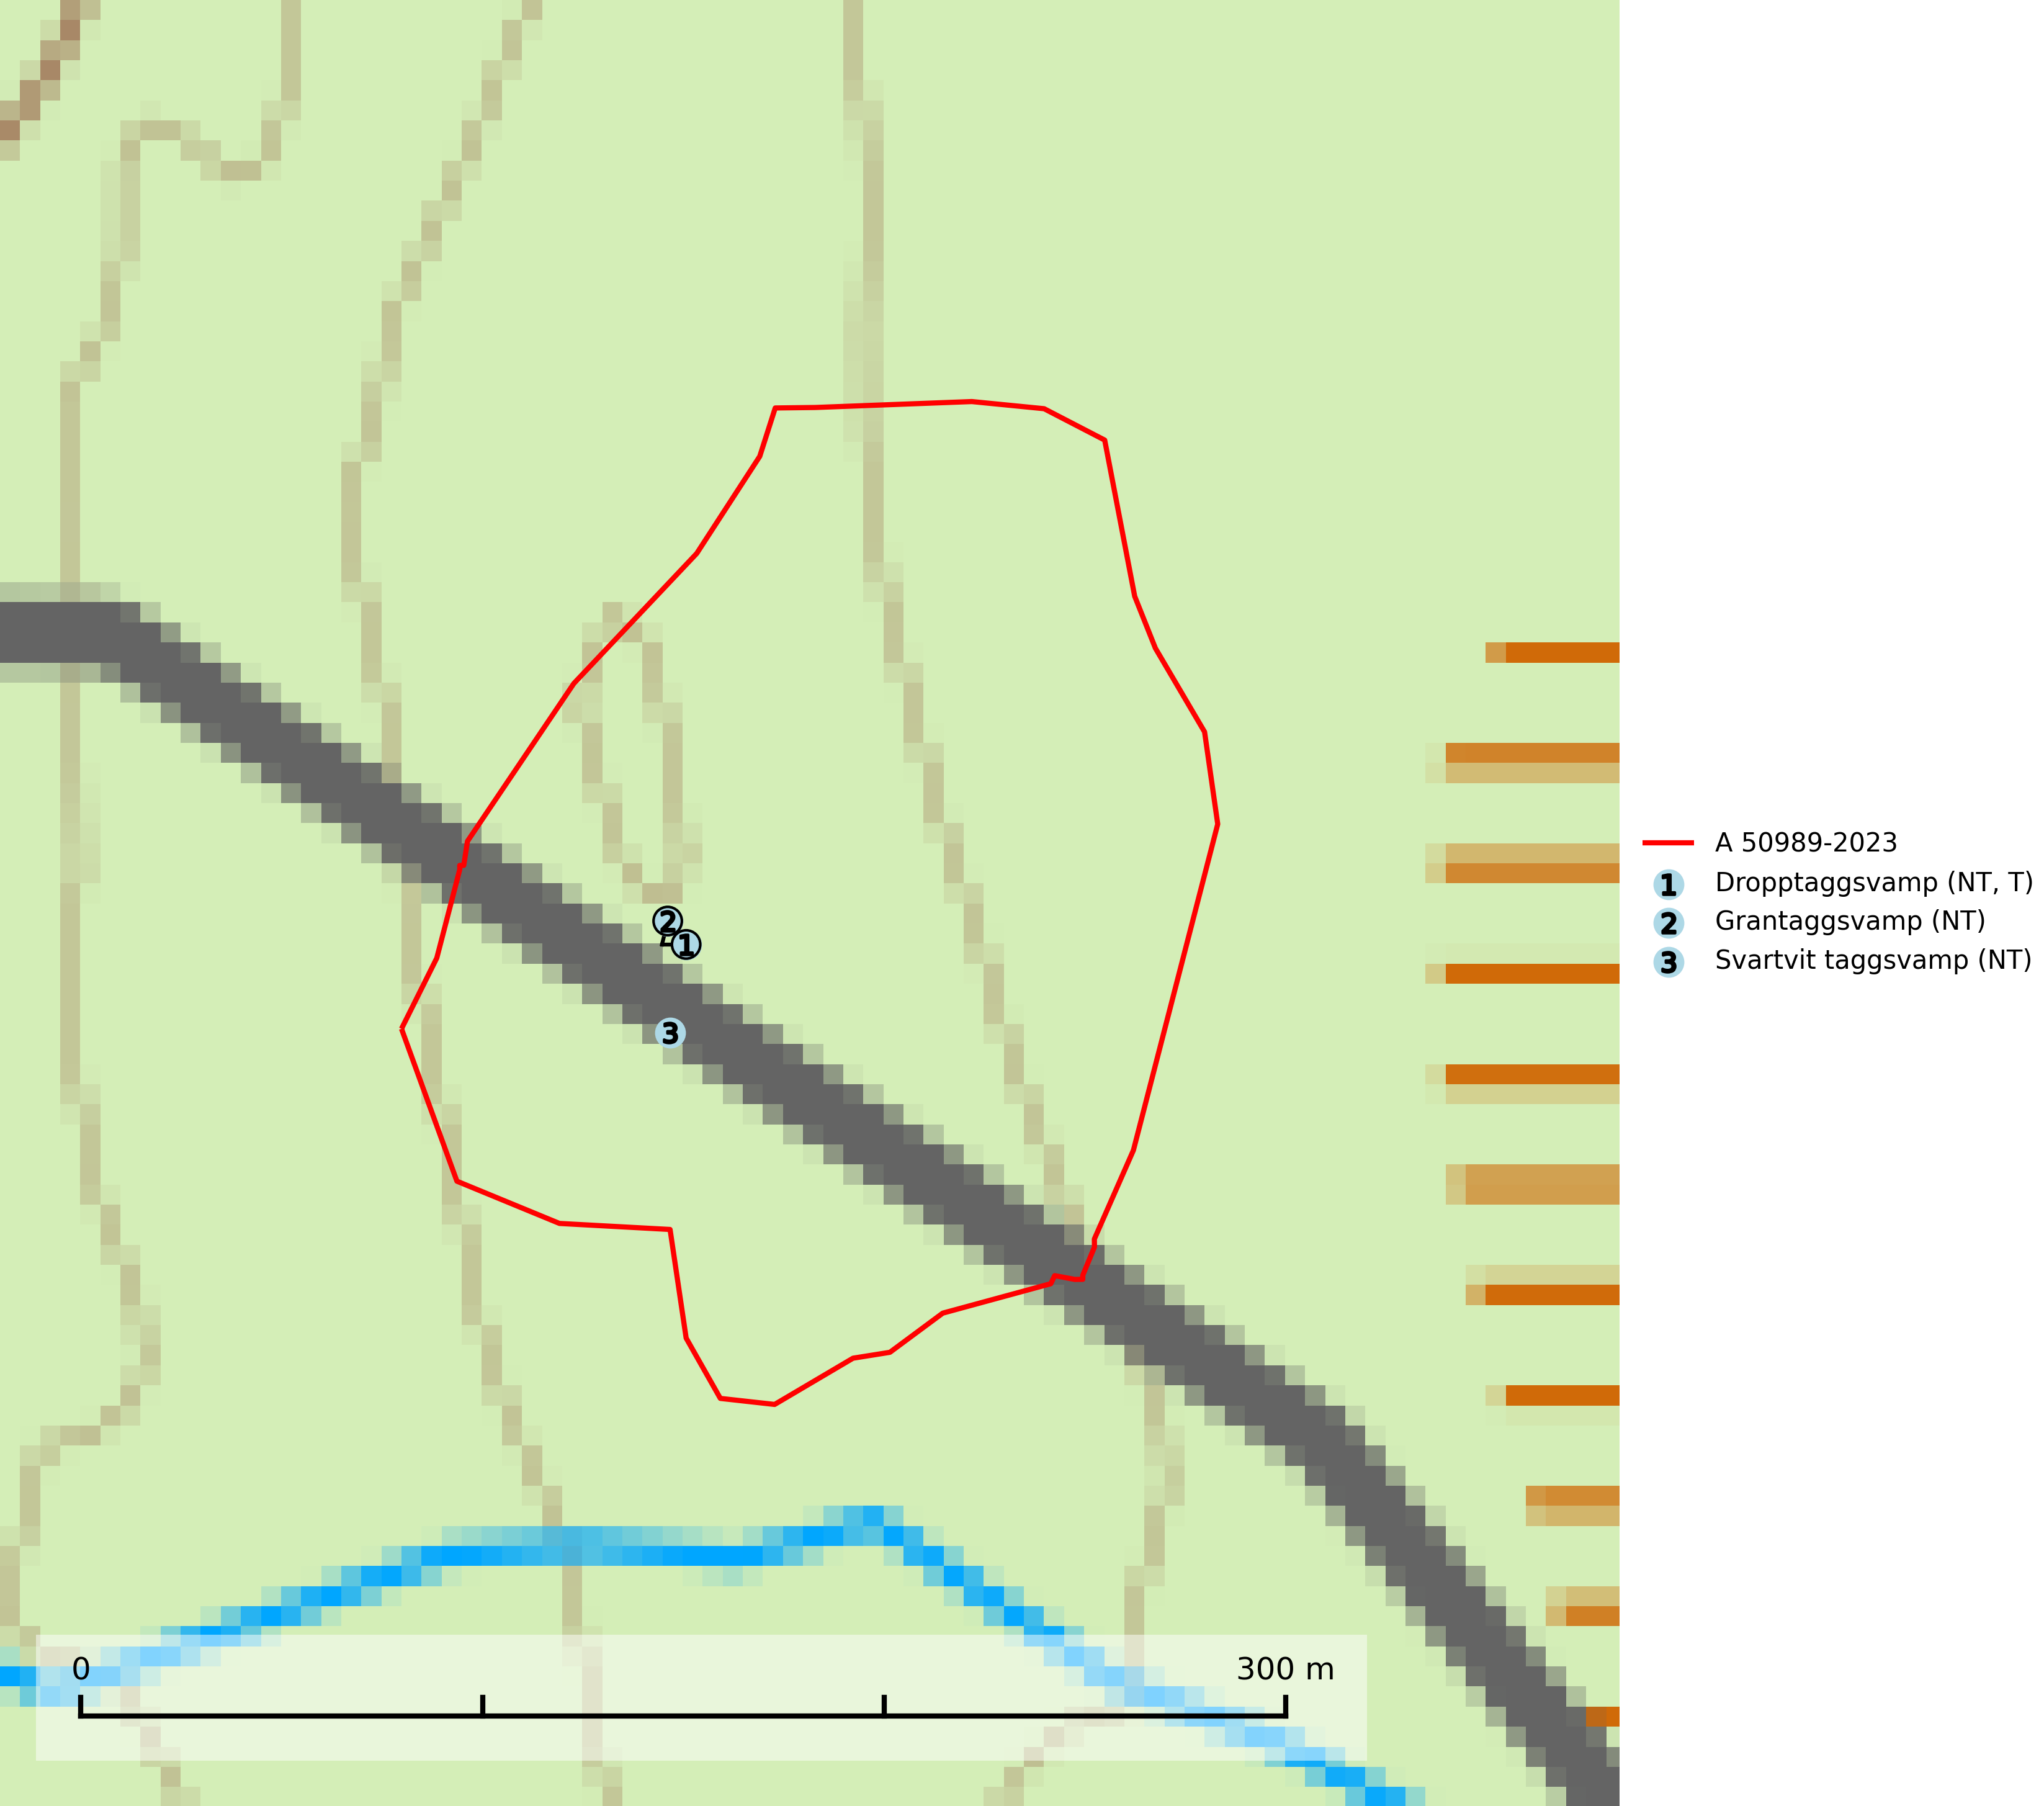 2
1
3
A 50989-2023
1 Dropptaggsvamp (NT, T)
2 Grantaggsvamp (NT)
3 Svartvit taggsvamp (NT)
0 300 m